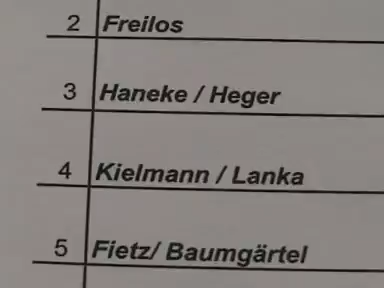 2 Freilos
3 Haneke / Heger
4 Kielmann / Lanka
5 Fietz/ Baumgärtel